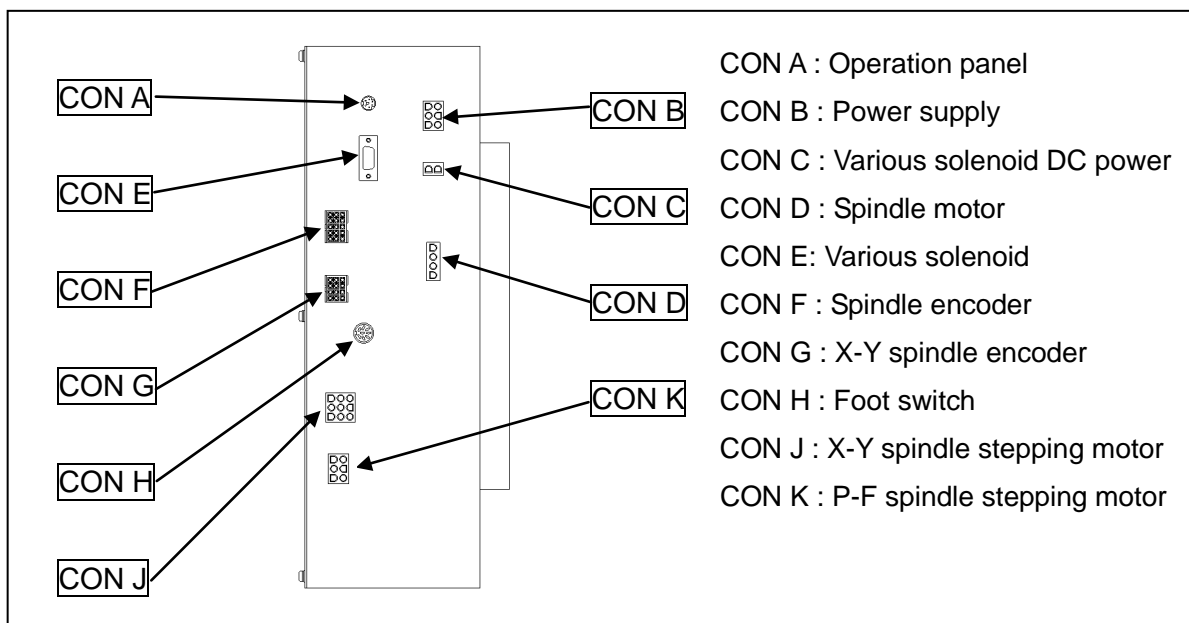 CON A
CON E
CON F
CON G
CON H
CON J
CON B
CON C
CON D
CON K
CON A : Operation panel
CON B : Power supply
CON C : Various solenoid DC power
CON D : Spindle motor
CON E: Various solenoid
CON F : Spindle encoder
CON G : X-Y spindle encoder
CON H : Foot switch
CON J : X-Y spindle stepping motor
CON K : P-F spindle stepping motor